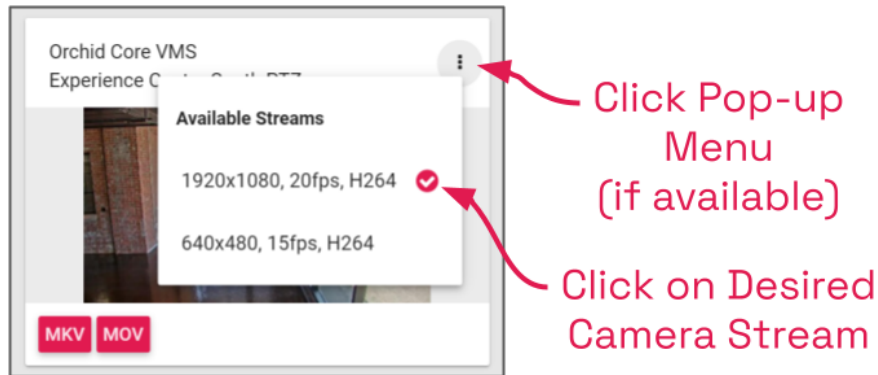 Orchid Core VMS
Experience
Available Streams
1920x1080, 20fps, H264
640x480, 15fps, H264
MKV MOV
Click Pop-up
Menu
(if available)
Click on Desired
Camera Stream